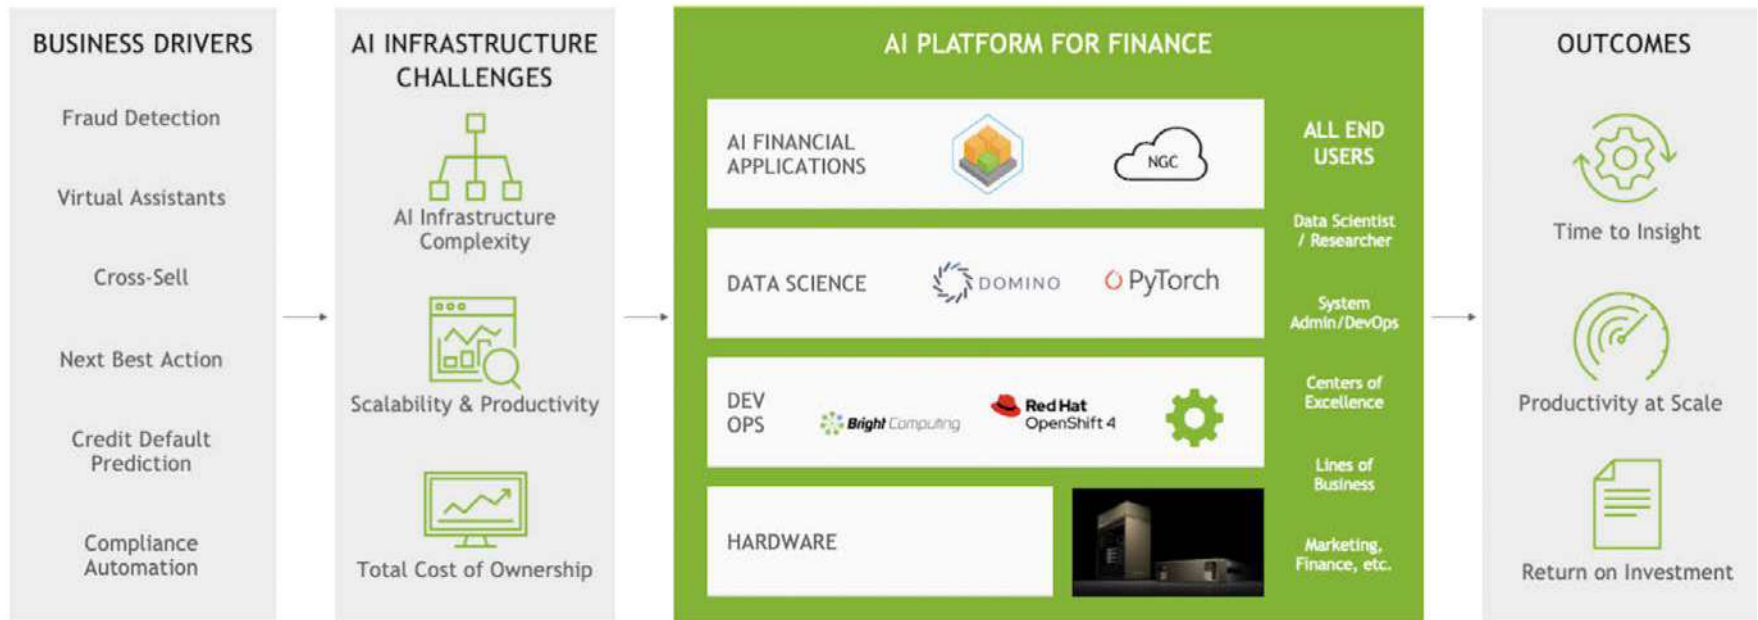 BUSINESS DRIVERS
Fraud Detection
Virtual Assistants
Cross-Sell
Next Best Action
Credit Default
Prediction
Compliance
Automation
AI INFRASTRUCTURE
CHALLENGES
AI Infrastructure
Complexity
Scalability & Productivity
Total Cost of Ownership
AI PLATFORM FOR FINANCE
AI FINANCIAL
APPLICATIONS
NGC
DATA SCIENCE
DOMINO
PyTorch
DEV
OPS
Bright Computing
Red Hat
OpenShift 4
HARDWARE
ALL END
USERS
Data Scientist
/ Researcher
System
Admin/DevOps
Centers of
Excellence
Lines of
Business
Marketing,
Finance, etc.
OUTCOMES
Time to Insight
Productivity at Scale
Return on Investment